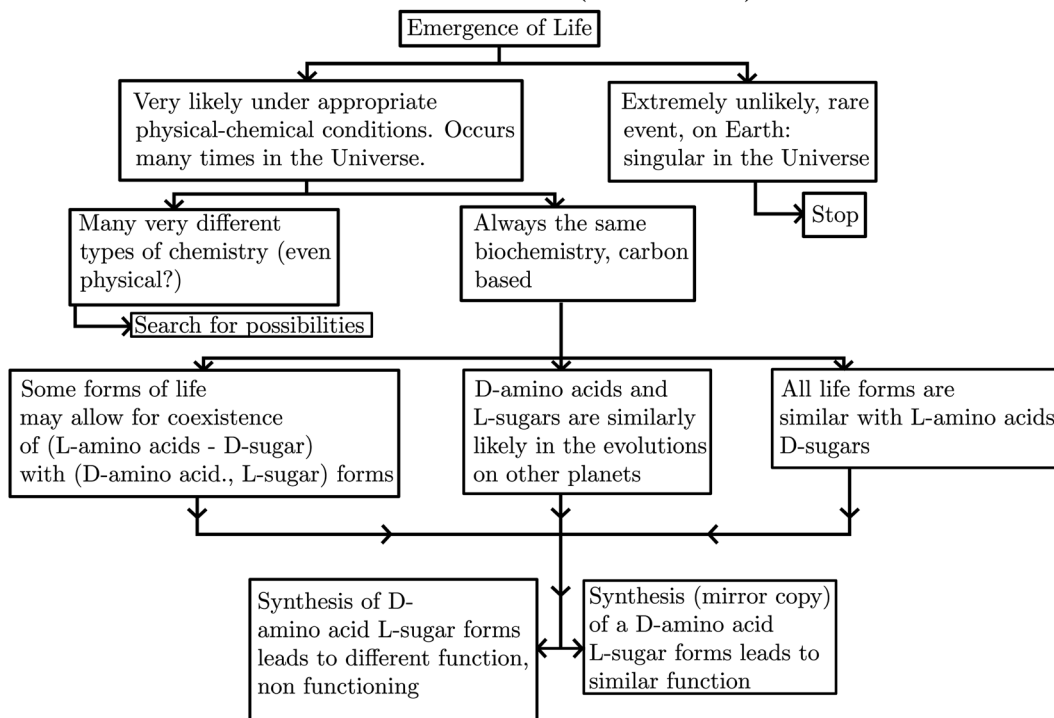 Emergence of Life
Very likely under appropriate
physical-chemical conditions. Occurs
many times in the Universe.
Extremely unlikely, rare
event, on Earth:
singular in the Universe
Stop
Many very different
types of chemistry (even
physical?)
Always the same
biochemistry, carbon
based
Search for possibilities
Some forms of life
may allow for coexistence
of (L-amino acids - D-sugar)
with (D-amino acid., L-sugar) forms
D-amino acids and
L-sugars are similarly
likely in the evolutions
on other planets
All life forms are
similar with L-amino acids
D-sugars
Synthesis of D-
amino acid L-sugar forms
leads to different function,
non functioning
Synthesis (mirror copy)
of a D-amino acid
L-sugar forms leads to
similar function